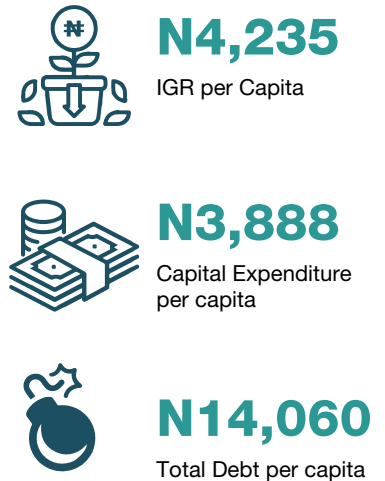 ₦
N4,235
IGR per Capita
N3,888
Capital Expenditure
per capita
N14,060
Total Debt per capita